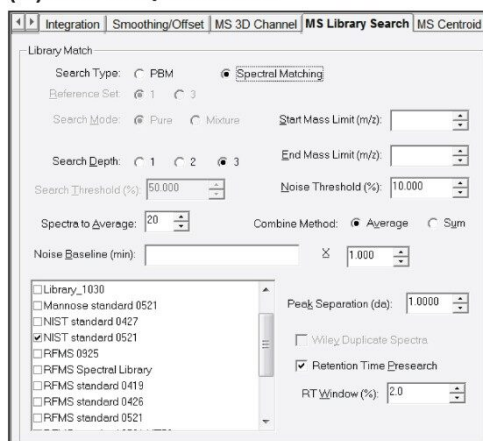 Integration Smoothing/Offset MS 3D Channel MS Library Search MS Centroid
Library Match
Search Type: PBM Spectral Matching
Reference Set: 1 3
Search Mode: Pure Mixture Start Mass Limit (m/z):
Search Depth: 1 2 3 End Mass Limit (m/z):
Search Threshold (%): 50.000 Noise Threshold (%): 10.000
Spectra to Average: 20 Combine Method: Average Sum
Noise Baseline (min): X 1.000
Library_1030
Mannose standard 0521
NIST standard 0427
NIST standard 0521
RFMS 0925
RFMS Spectral Library
RFMS standard 0419
RFMS standard 0426
RFMS standard 0521
Peak Separation (da): 1.0000
Wiley Duplicate Spectra
Retention Time Presearch
RT Window (%): 2.0